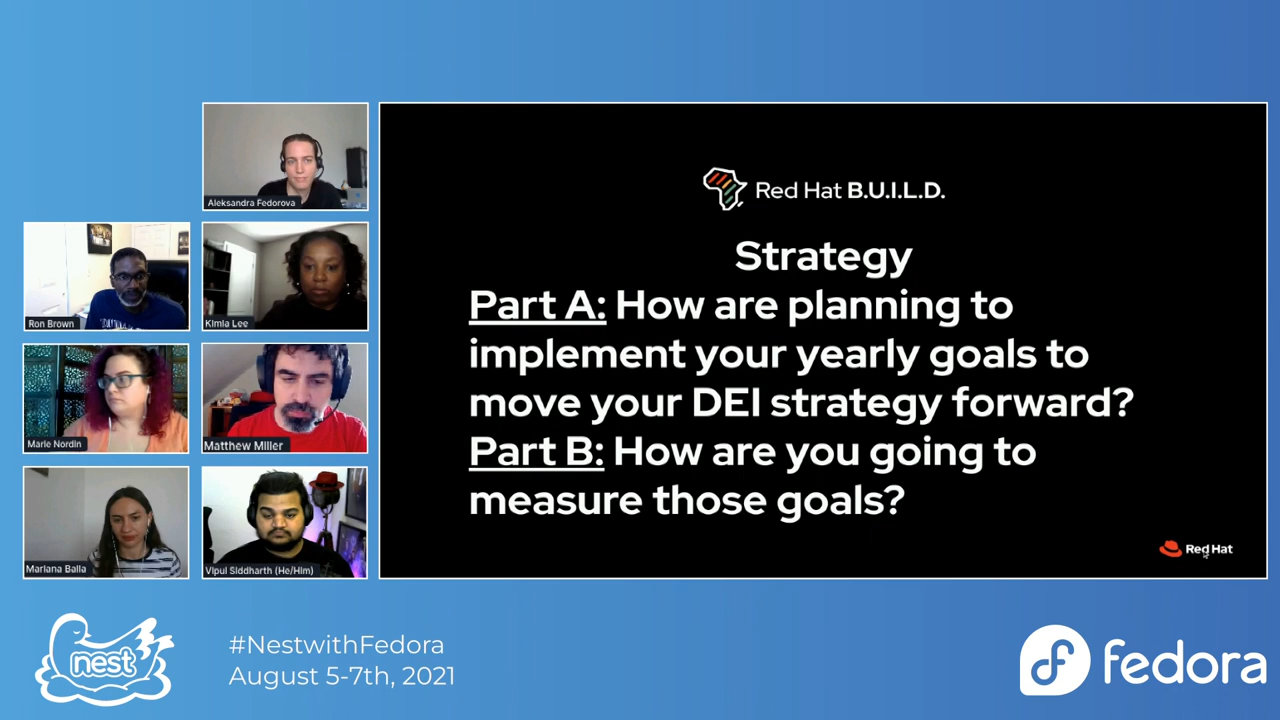 Aleksandra Fedorova
Ron Brown
Kimla Lee
Marie Nordin
Matthew Miller
Mariana Balla
Vipul Siddharth (He/Him)
Red Hat B.U.I.L.D.
Strategy
Part A: How are planning to
implement your yearly goals to
move your DEI strategy forward?
Part B: How are you going to
measure those goals?
Red Hat
nest
#NestwithFedora
August 5-7th, 2021
fedora